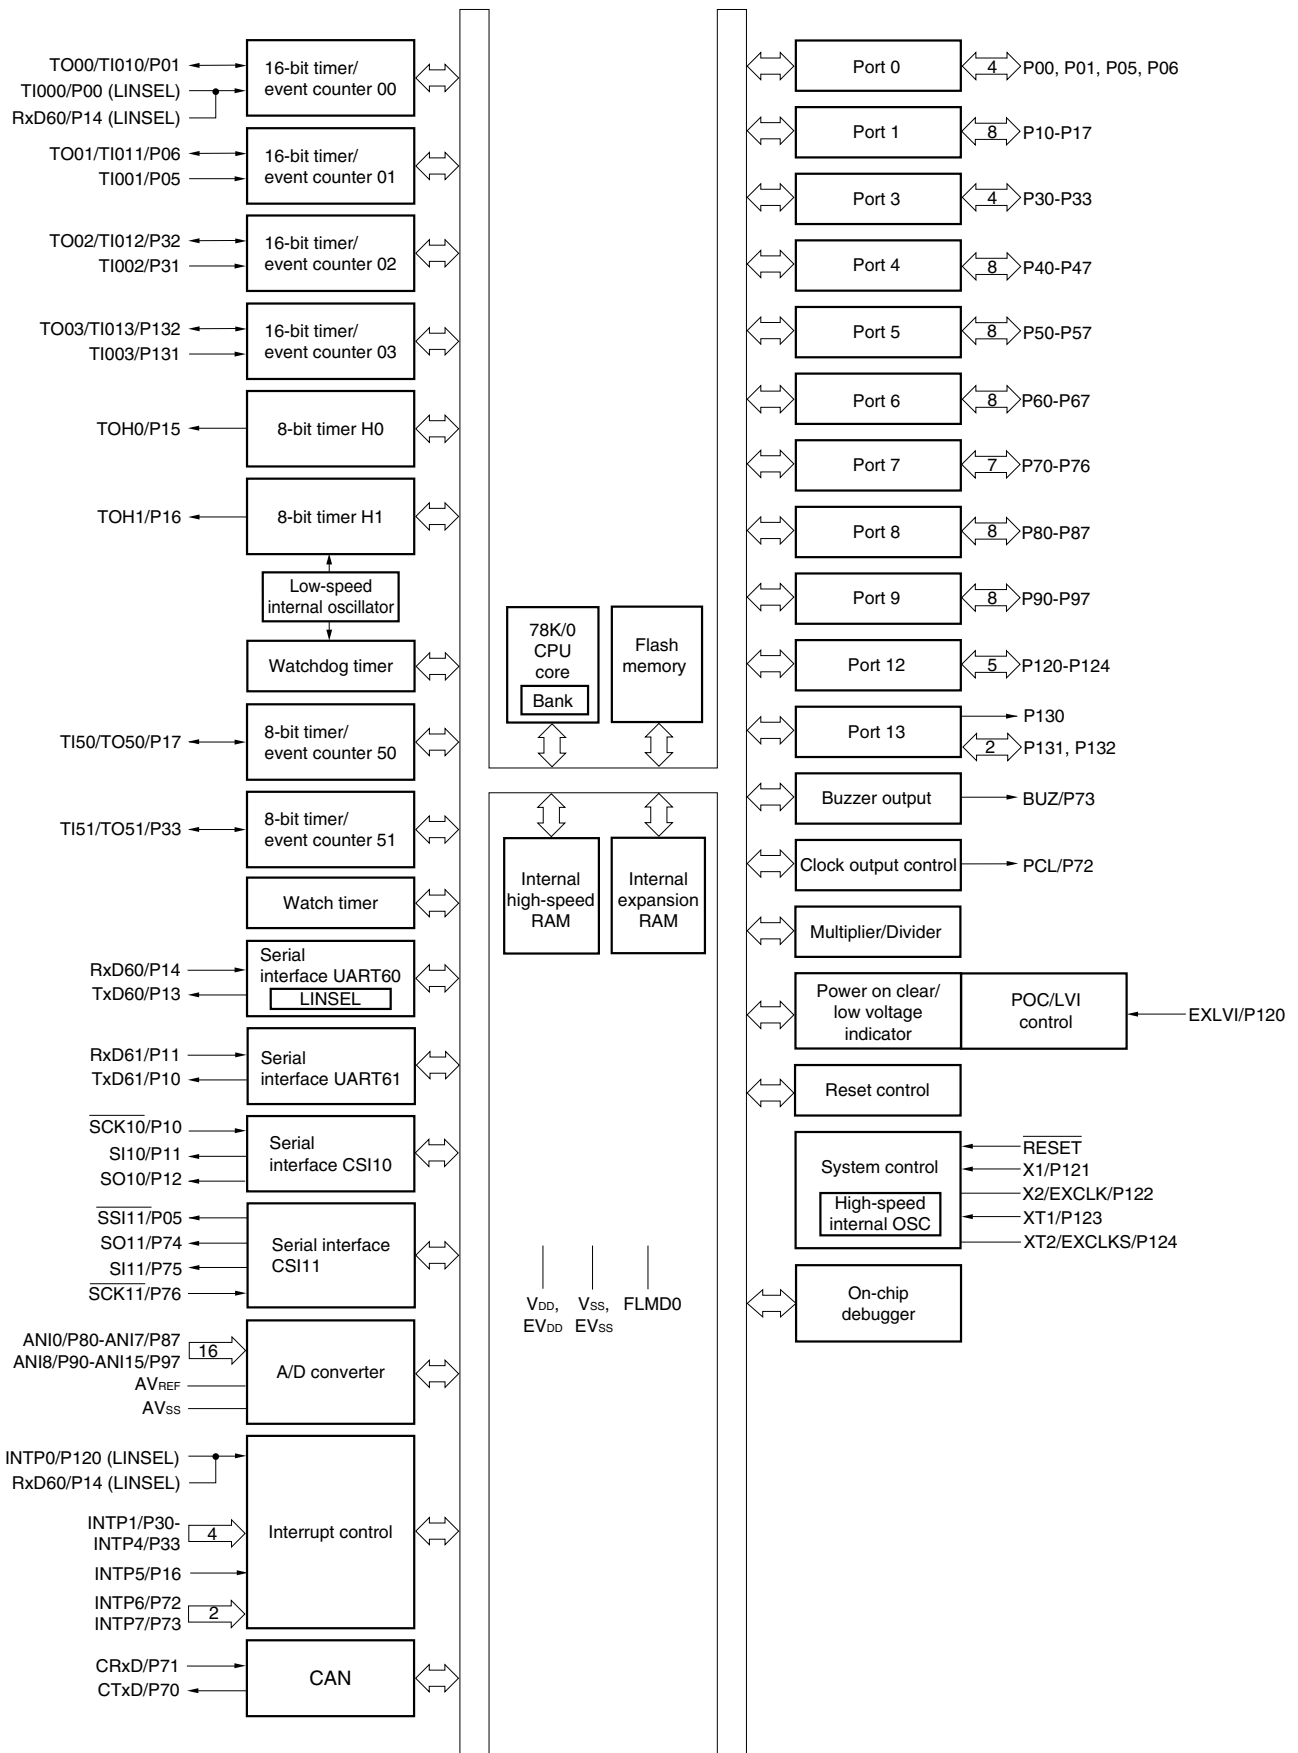 TO00/TI010/P01
TI000/P00 (LINSEL)
RxD60/P14 (LINSEL)
16-bit timer/
event counter 00
TO01/TI011/P06
TI001/P05
16-bit timer/
event counter 01
TO02/TI012/P32
TI002/P31
16-bit timer/
event counter 02
TO03/TI013/P132
TI003/P131
16-bit timer/
event counter 03
TOH0/P15
8-bit timer H0
TOH1/P16
8-bit timer H1
Low-speed
internal oscillator
Watchdog timer
TI50/TO50/P17
8-bit timer/
event counter 50
TI51/TO51/P33
8-bit timer/
event counter 51
Watch timer
RxD60/P14
TxD60/P13
Serial
interface UART60
LINSEL
RxD61/P11
TxD61/P10
Serial
interface UART61
SCK10/P10
SI10/P11
SO10/P12
Serial
interface CSI10
SSI11/P05
SO11/P74
SI11/P75
SCK11/P76
Serial interface
CSI11
ANI0/P80-ANI7/P87
ANI8/P90-ANI15/P97
16
AVREF
AVSS
A/D converter
INTP0/P120 (LINSEL)
RxD60/P14 (LINSEL)
INTP1/P30-
INTP4/P33
4
INTP5/P16
INTP6/P72
INTP7/P73
2
Interrupt control
CRxD/P71
CTxD/P70
CAN
78K/0
CPU
core
Bank
Flash
memory
Internal
high-speed
RAM
Internal
expansion
RAM
VDD,
EVDD
VSS,
EVSS
FLMD0
Port 0
4
P00, P01, P05, P06
Port 1
8
P10-P17
Port 3
4
P30-P33
Port 4
8
P40-P47
Port 5
8
P50-P57
Port 6
8
P60-P67
Port 7
7
P70-P76
Port 8
8
P80-P87
Port 9
8
P90-P97
Port 12
5
P120-P124
Port 13
P130
2
P131, P132
Buzzer output
BUZ/P73
Clock output control
PCL/P72
Multiplier/Divider
Power on clear/
low voltage
indicator
POC/LVI
control
EXLVI/P120
Reset control
System control
High-speed
internal OSC
RESET
X1/P121
X2/EXCLK/P122
XT1/P123
XT2/EXCLKS/P124
On-chip
debugger